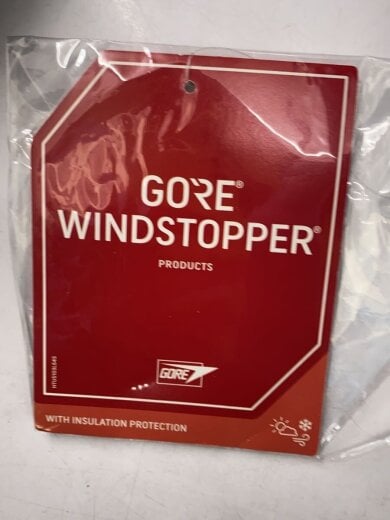 GORE®
WINDSTOPPER®
PRODUCTS
GORE
WITH INSULATION PROTECTION